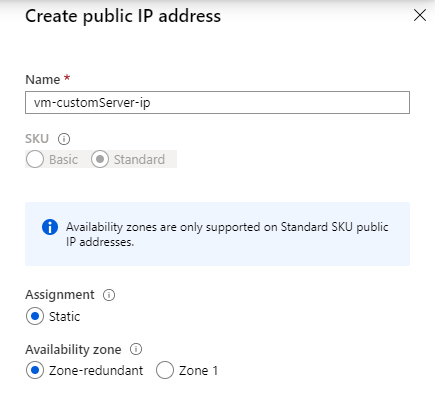 Create public IP address
Name *
vm-customServer-ip
SKU
Basic Standard
Availability zones are only supported on Standard SKU public
IP addresses.
Assignment
Static
Availability zone
Zone-redundant Zone 1